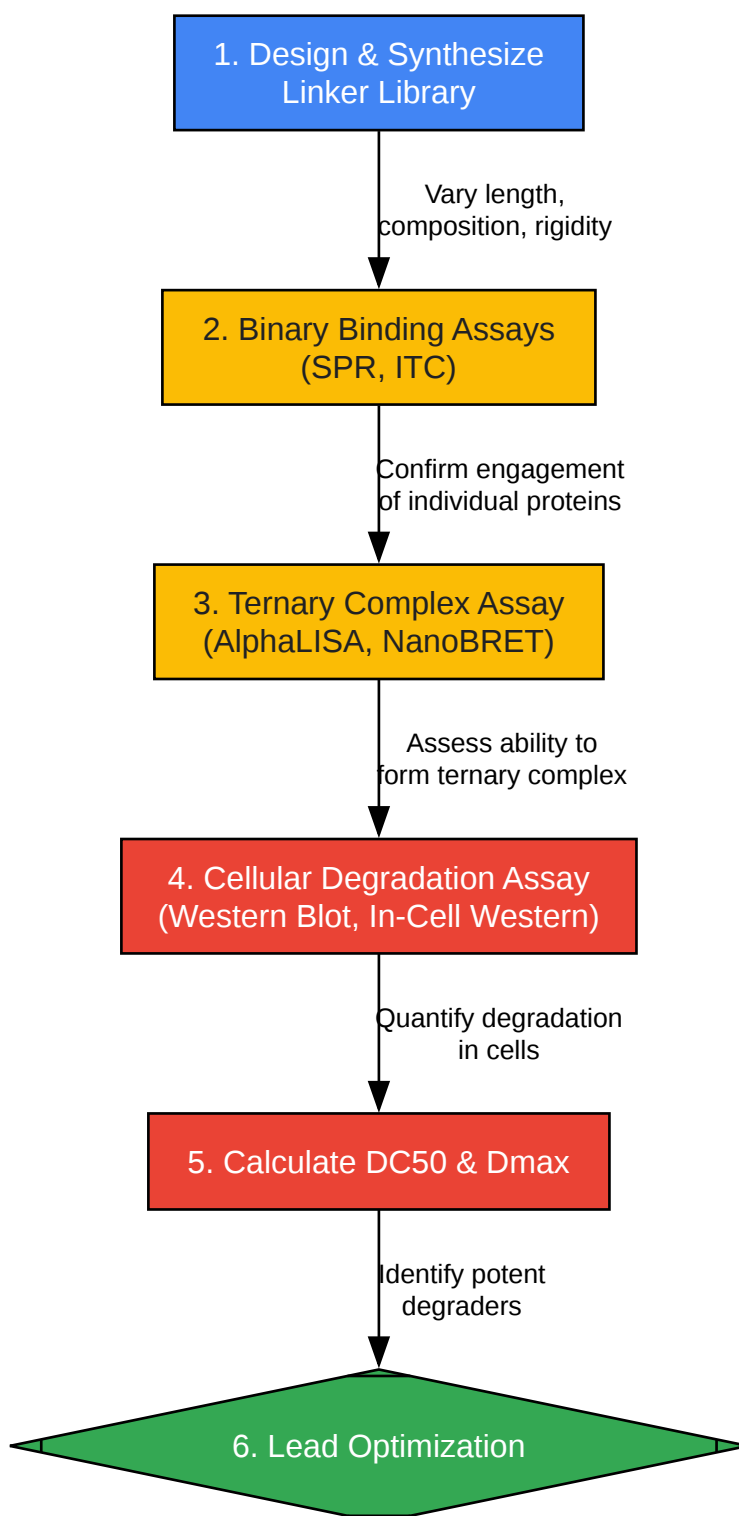 1. Design & Synthesize
Linker Library
Vary length,
composition, rigidity
2. Binary Binding Assays
(SPR, ITC)
Confirm engagement
of individual proteins
3. Ternary Complex Assay
(AlphaLISA, NanoBRET)
Assess ability to
form ternary complex
4. Cellular Degradation Assay
(Western Blot, In-Cell Western)
Quantify degradation
in cells
5. Calculate DC50 & Dmax
Identify potent
degraders
6. Lead Optimization